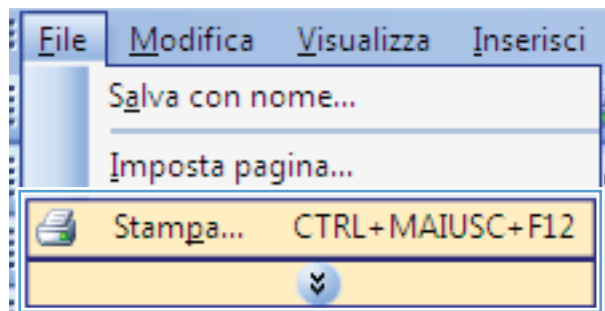 File Modifica Visualizza Inserisci
Salva con nome...
Imposta pagina...
Stampa... CTRL+MAIUSC+F12